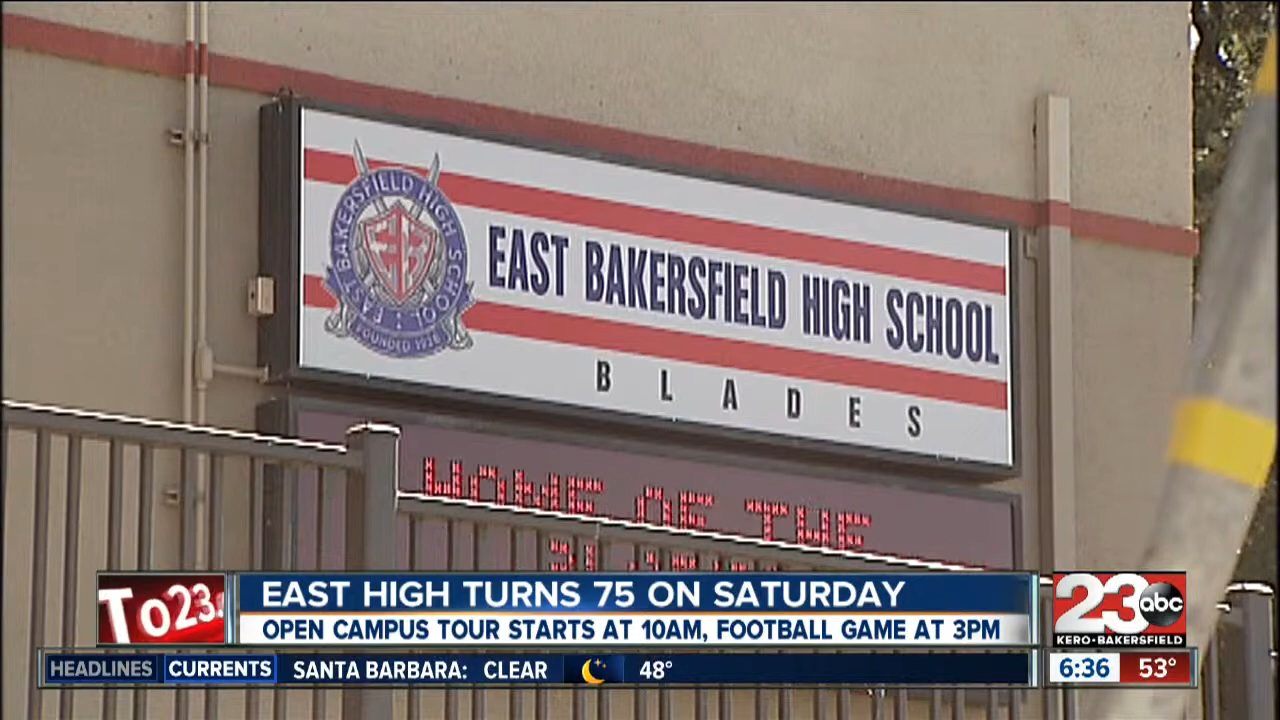 EAST BAKERSFIELD HIGH SCHOOL
EAST BAKERSFIELD HIGH SCHOOL
BLADES
HOME OF THE
To23.
EAST HIGH TURNS 75 ON SATURDAY
OPEN CAMPUS TOUR STARTS AT 10AM, FOOTBALL GAME AT 3PM
23 abc
KERO-BAKERSFIELD
HEADLINES CURRENTS SANTA BARBARA: CLEAR 48°
6:36 53°